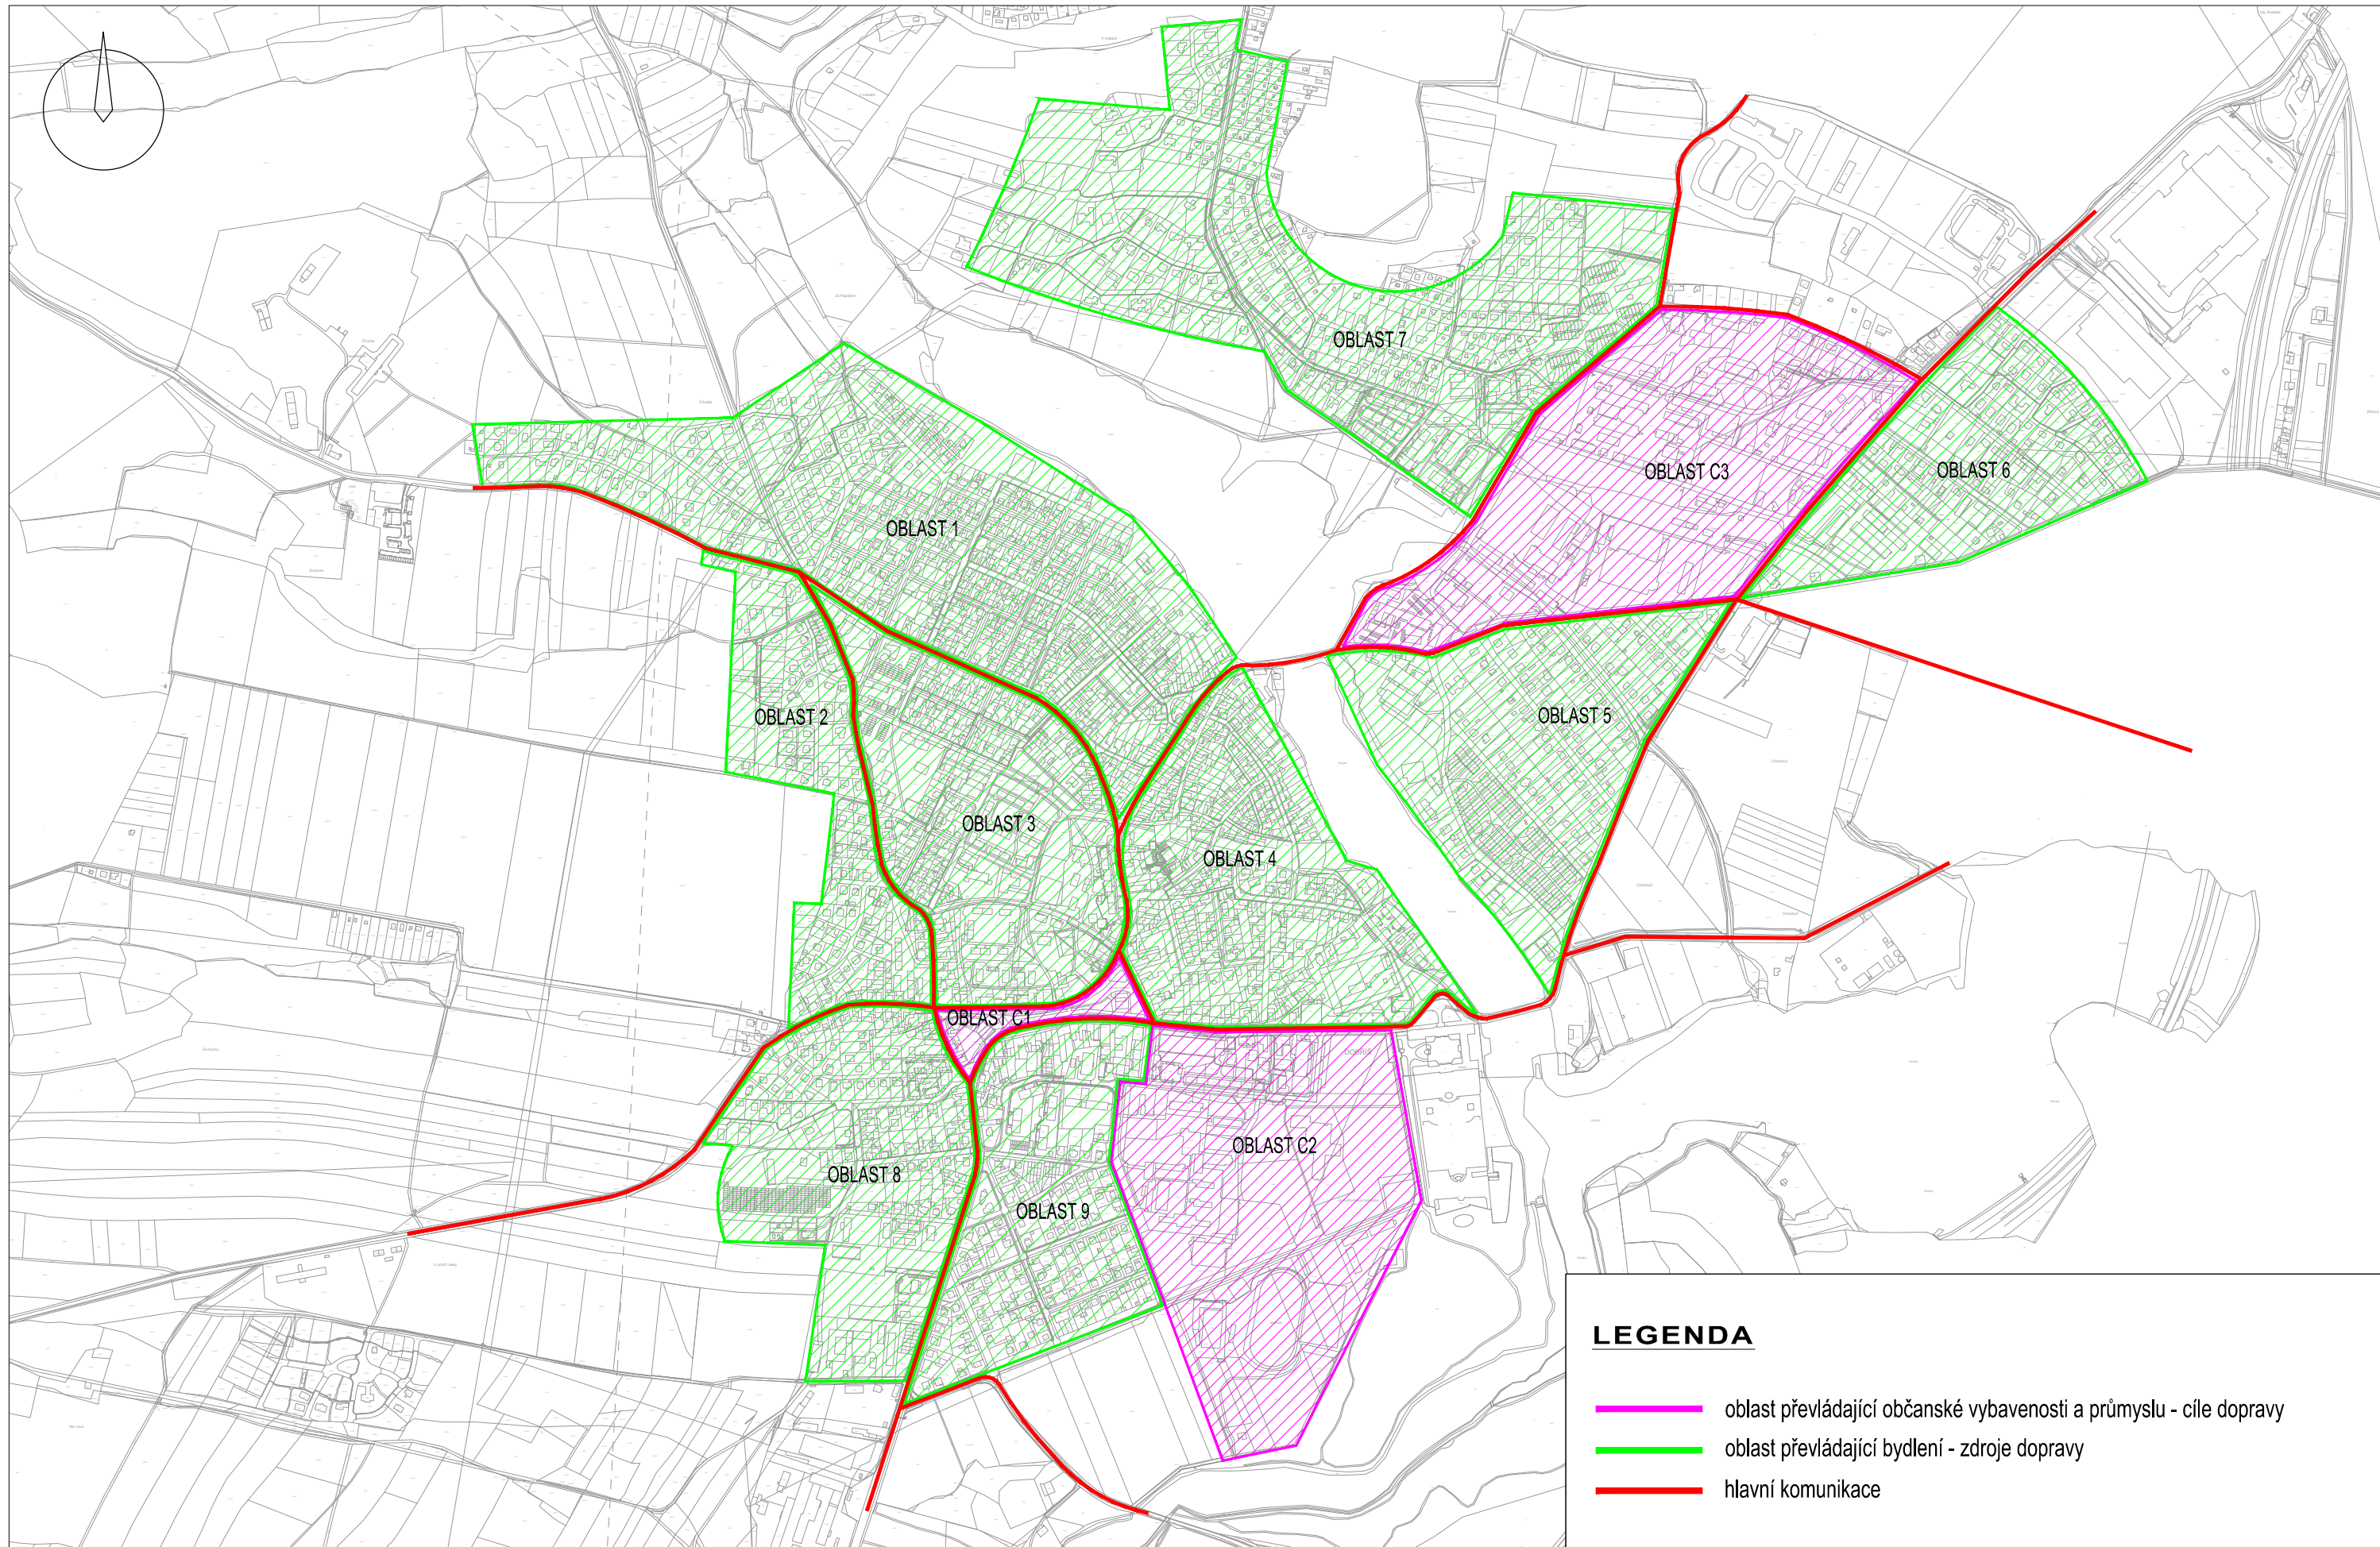 OBLAST 7
OBLAST C3
OBLAST 6
OBLAST 1
OBLAST 2
OBLAST 5
OBLAST 3
OBLAST 4
OBLAST C1
DOBŘÍŠ
OBLAST C2
OBLAST 8
OBLAST 9
LEGENDA
oblast převládající občanské vybavenosti a průmyslu - cíle dopravy
oblast převládající bydlení - zdroje dopravy
hlavní komunikace